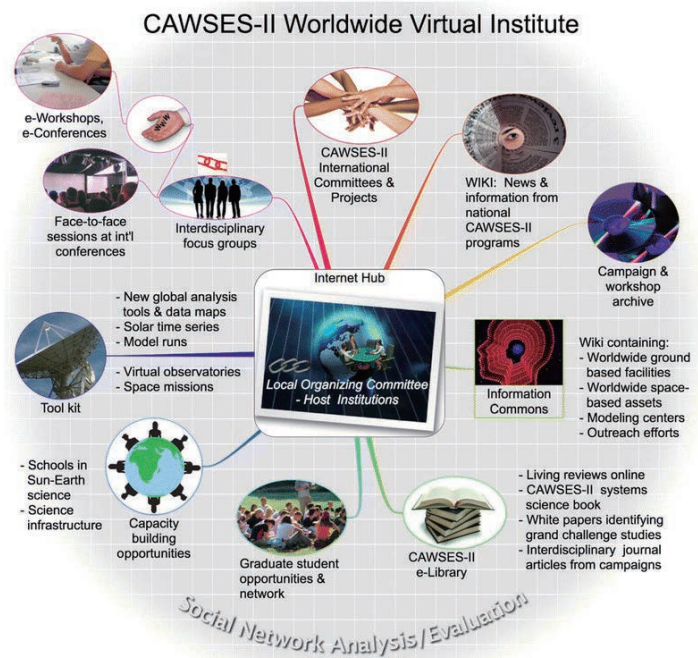 CAWSES-II Worldwide Virtual Institute
e-Workshops,
e-Conferences
www
Face-to-face
sessions at int'l
conferences
Interdisciplinary
focus groups
CAWSES-II
International
Committees &
Projects
WIKI: News &
information from
national
CAWSES-II
programs
Campaign &
workshop
archive
Internet Hub
Local Organizing Committee
- Host Institutions
- New global analysis
tools & data maps
- Solar time series
- Model runs
- Virtual observatories
- Space missions
Tool kit
Information
Commons
Wiki containing:
- Worldwide ground
based facilities
- Worldwide space-
based assets
- Modeling centers
- Outreach efforts
- Schools in
Sun-Earth
science
- Science
infrastructure
Capacity
building
opportunities
Graduate student
opportunities &
network
CAWSES-II
e-Library
- Living reviews online
- CAWSES-II systems
science book
- White papers identifying
grand challenge studies
- Interdisciplinary journal
articles from campaigns
Social Network Analysis/Evaluation